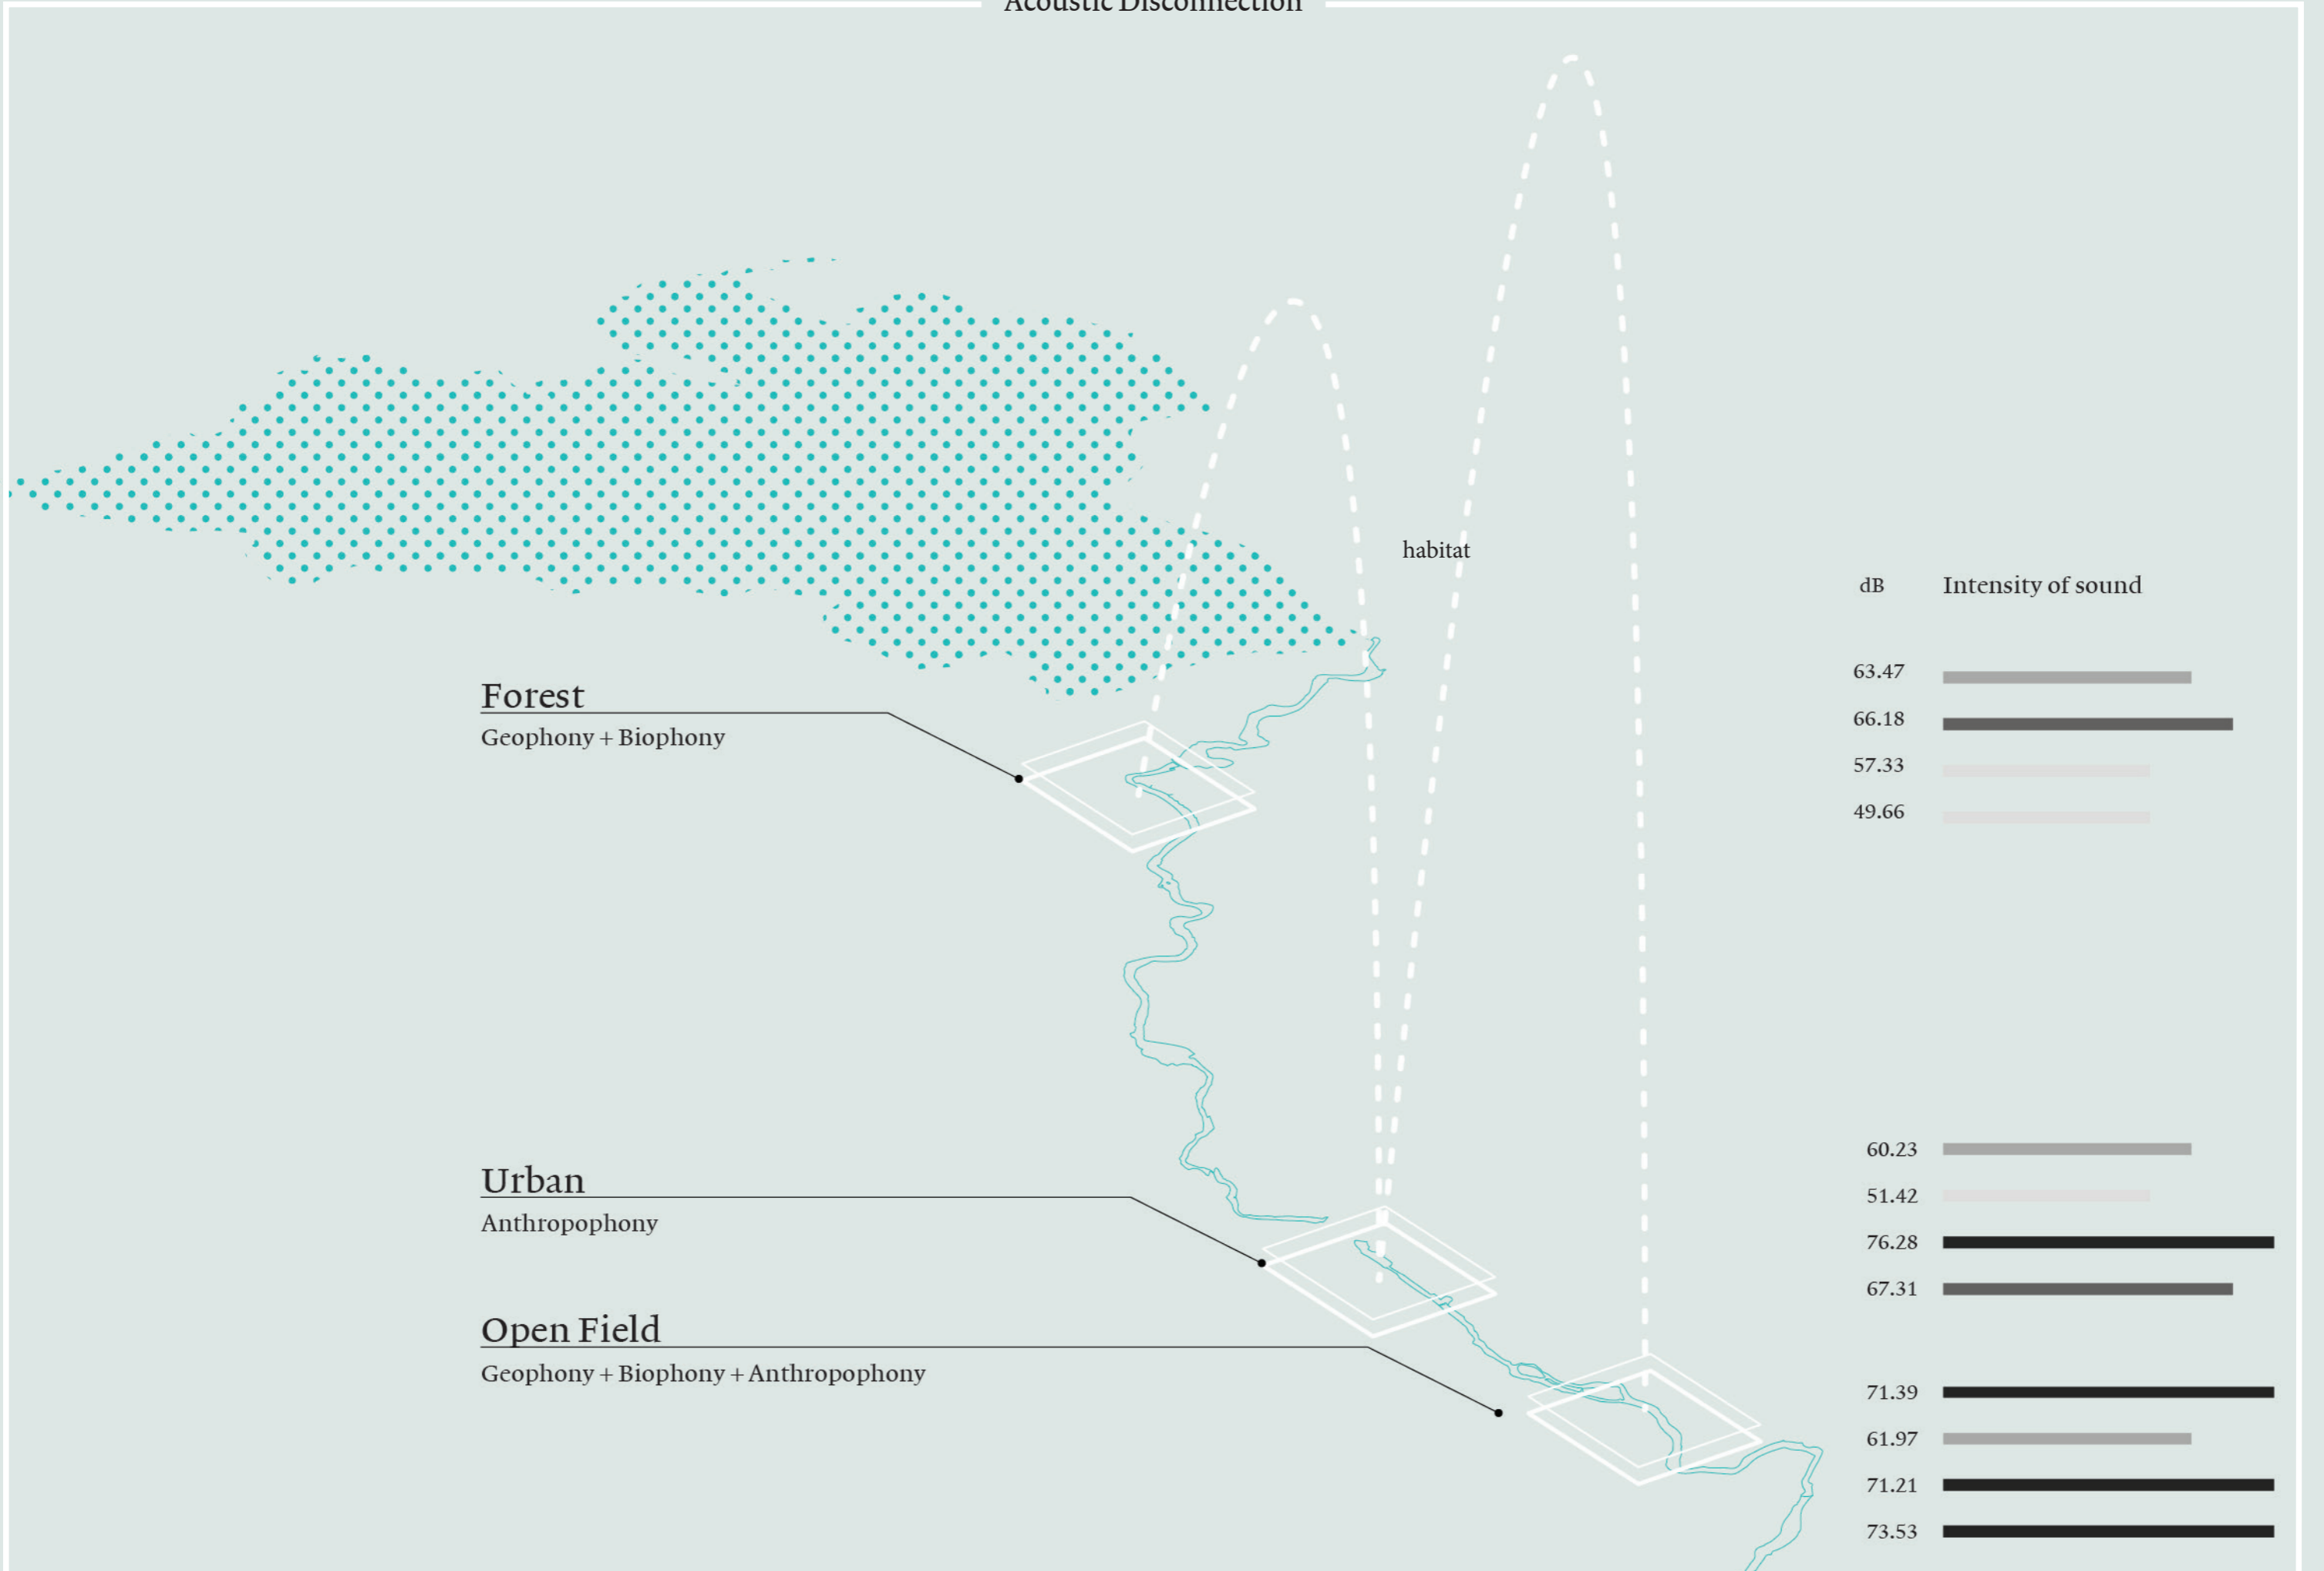 Acoustic Disconnection
habitat
dB Intensity of sound
63.47
66.18
57.33
49.66
Forest
Geophony + Biophony
60.23
51.42
76.28
67.31
Urban
Anthropophony
Open Field
Geophony + Biophony + Anthropophony
71.39
61.97
71.21
73.53